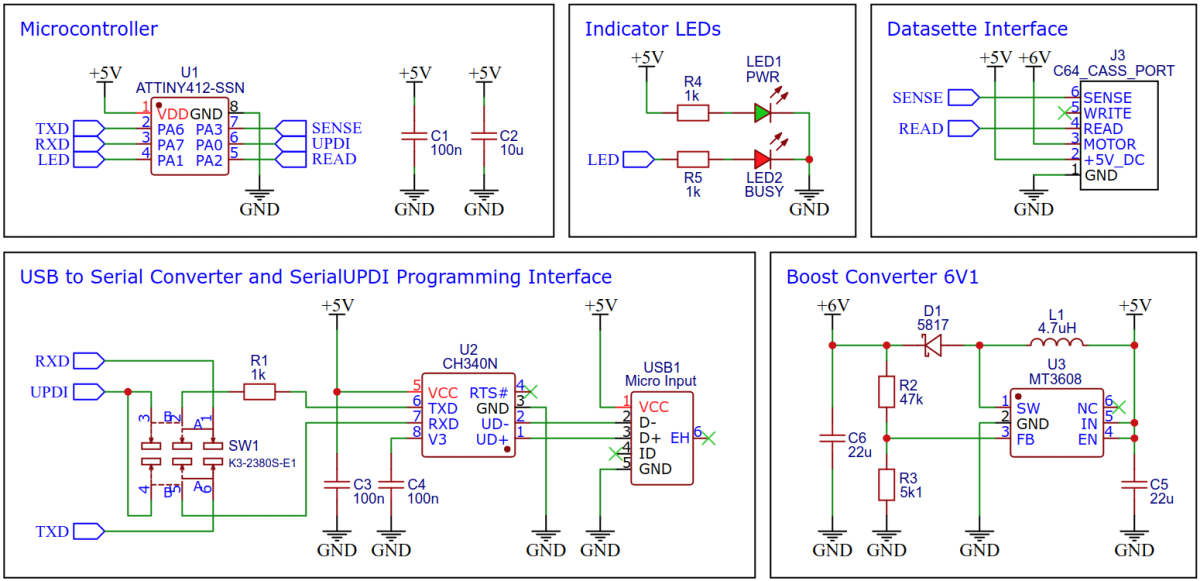 Microcontroller
+5V
U1
ATTINY412-SSN
1 VDD GND 8
TXD 2 PA6 PA3 7 SENSE
RXD 3 PA7 PA0 6 UPDI
LED 4 PA1 PA2 5 READ
GND
+5V
C1
100n
GND
+5V
C2
10u
GND
Indicator LEDs
+5V
R4
1k
LED1
PWR
LED
R5
1k
LED2
BUSY
GND
Datasette Interface
+5V +6V
J3
C64_CASS_PORT
SENSE 6 SENSE
5 WRITE
READ 4 READ
3 MOTOR
2 +5V_DC
1 GND
GND
USB to Serial Converter and SerialUPDI Programming Interface
RXD
UPDI
R1
1k
3 B 2 A 1
SW1
K3-2380S-E1
4 B 5 A 6
TXD
+5V
U2
CH340N
5 VCC RTS# 4
6 TXD GND 3
7 RXD UD- 2
8 V3 UD+ 1
C3
100n
C4
100n
GND GND GND GND
+5V
USB1
Micro Input
1 VCC
2 D-
3 D+ EH 6
4 ID
5 GND
Boost Converter 6V1
+6V
D1
5817
L1
4.7uH
+5V
R2
47k
U3
MT3608
1 SW NC 6
2 GND IN 5
3 FB EN 4
C6
22u
R3
5k1
C5
22u
GND GND GND GND